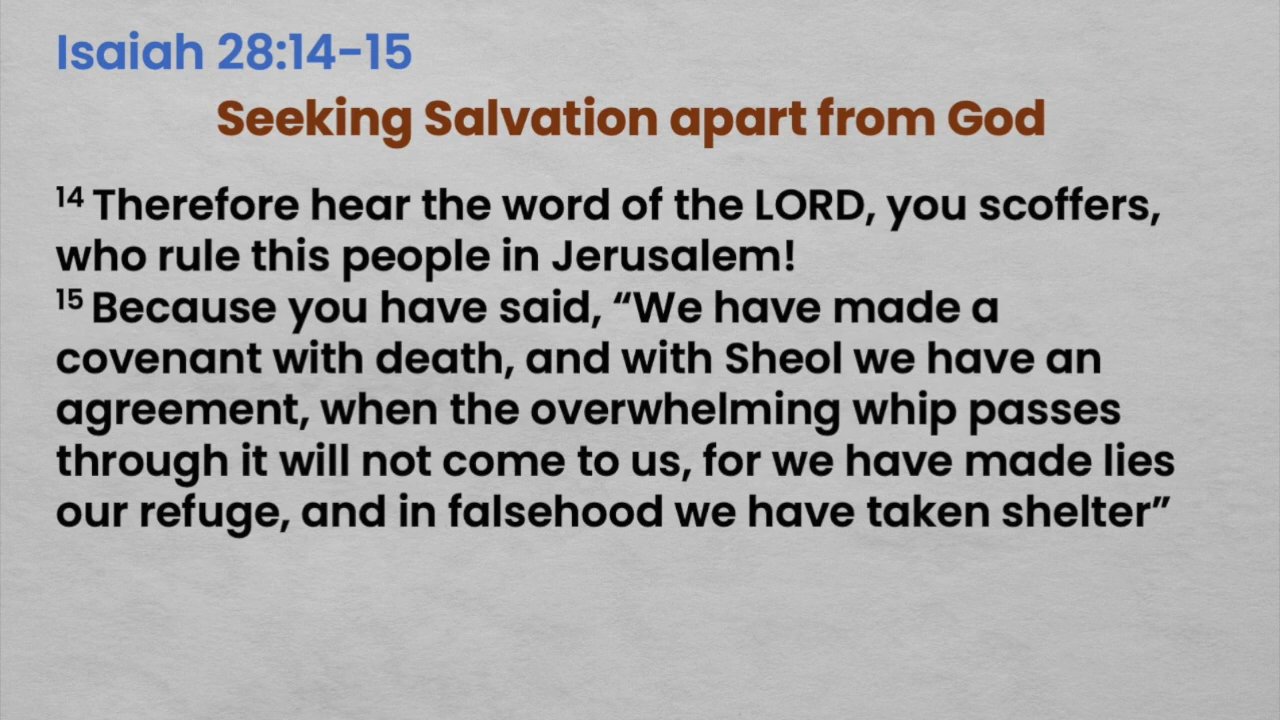 Isaiah 28:14-15
Seeking Salvation apart from God
14 Therefore hear the word of the LORD, you scoffers,
who rule this people in Jerusalem!
15 Because you have said, “We have made a
covenant with death, and with Sheol we have an
agreement, when the overwhelming whip passes
through it will not come to us, for we have made lies
our refuge, and in falsehood we have taken shelter”